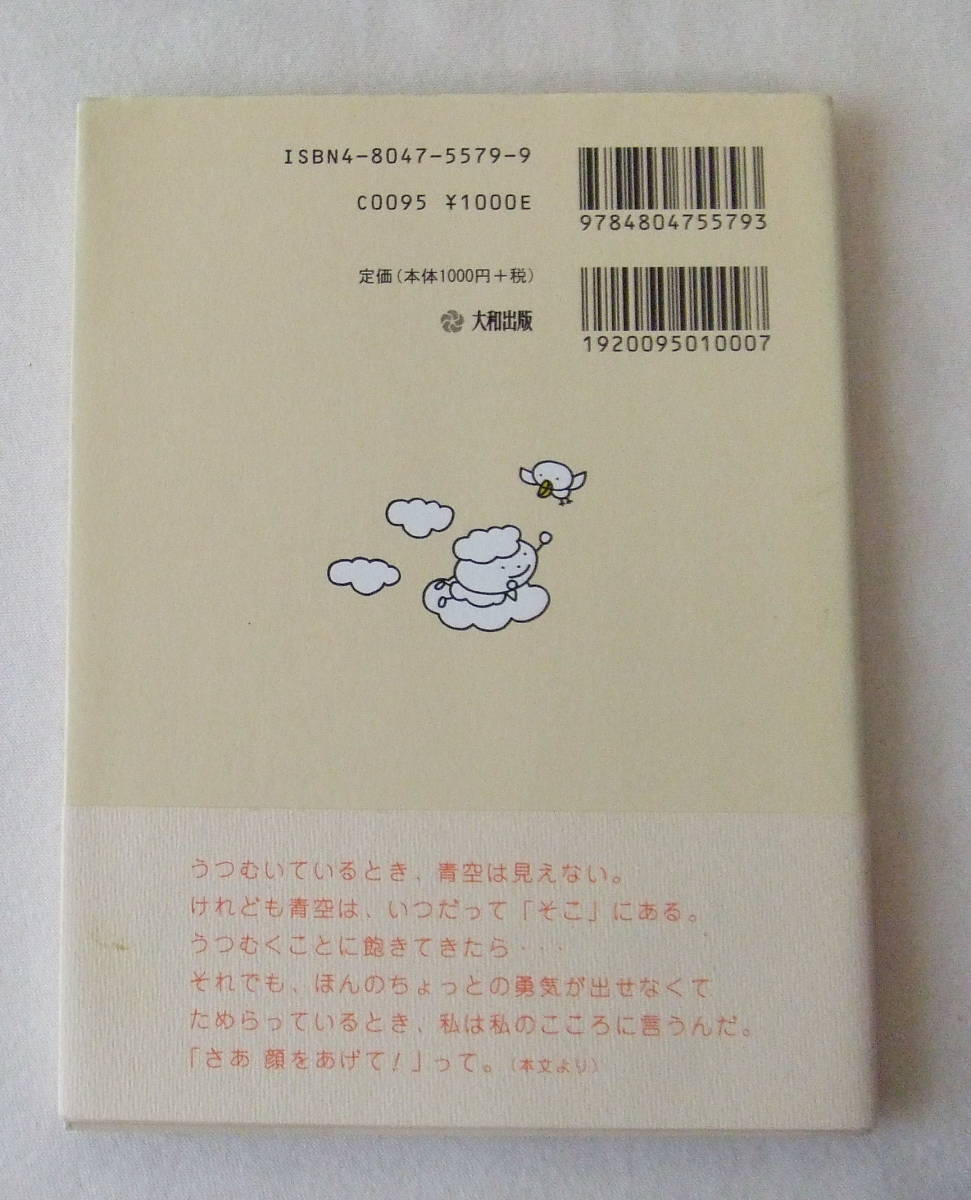 ISBN4-8047-5579-9
C0095 ¥1000E
9784804755793
定価(本体1000円+税)
大和出版
1920095010007
うつむいているとき、青空は見えない。
けれども青空は、いつだって「そこ」にある。
うつむくことに飽きてきたら・・・
それでも、ほんのちょっとの勇気が出せなくて
ためらっているとき、私は私のこころに言うんだ。
「さあ 顔をあげて!」って。(本文より)